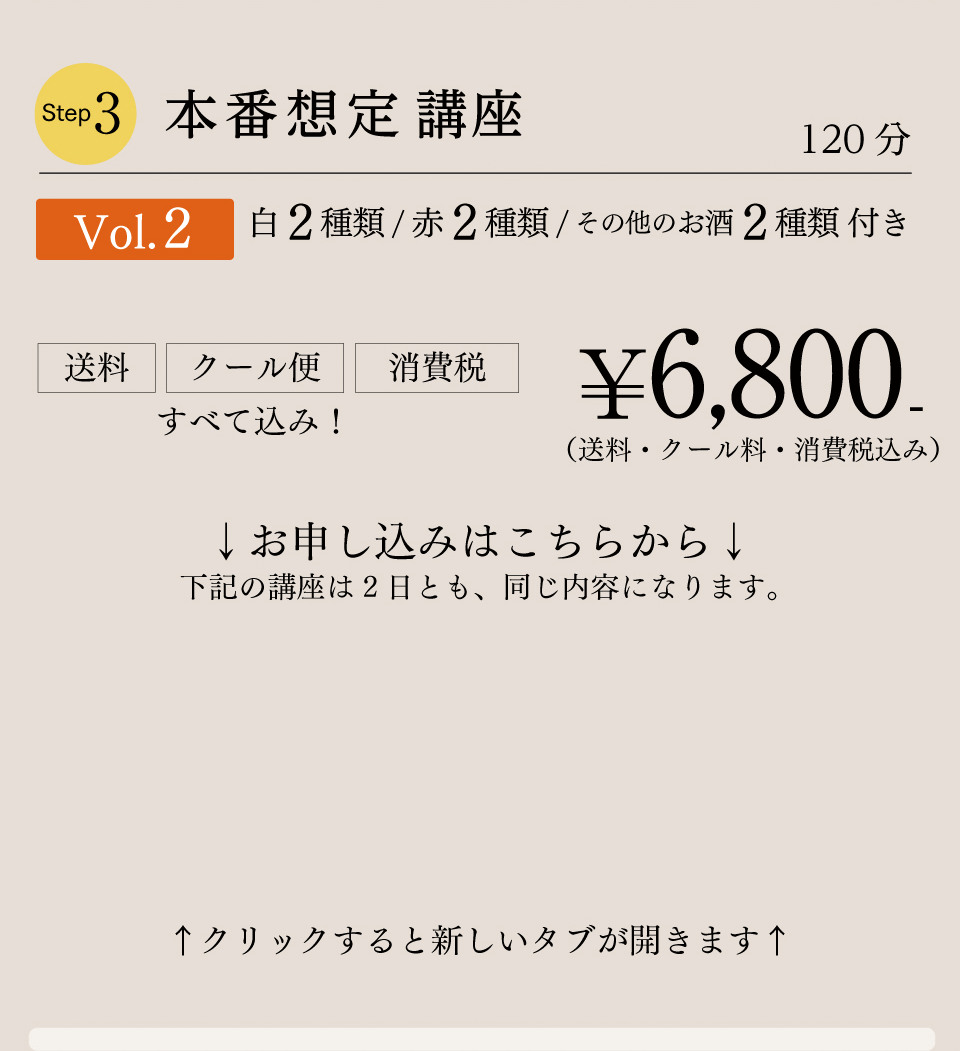 Step3 本番想定 講座
120 分
Vol.2 白 2 種類 / 赤 2 種類 / その他のお酒 2 種類 付き
送料 クール便 消費税
すべて込み！
¥6,800-
（送料・クール料・消費税込み）
↓お申し込みはこちらから↓
下記の講座は 2 日とも、同じ内容になります。
↑クリックすると新しいタブが開きます↑